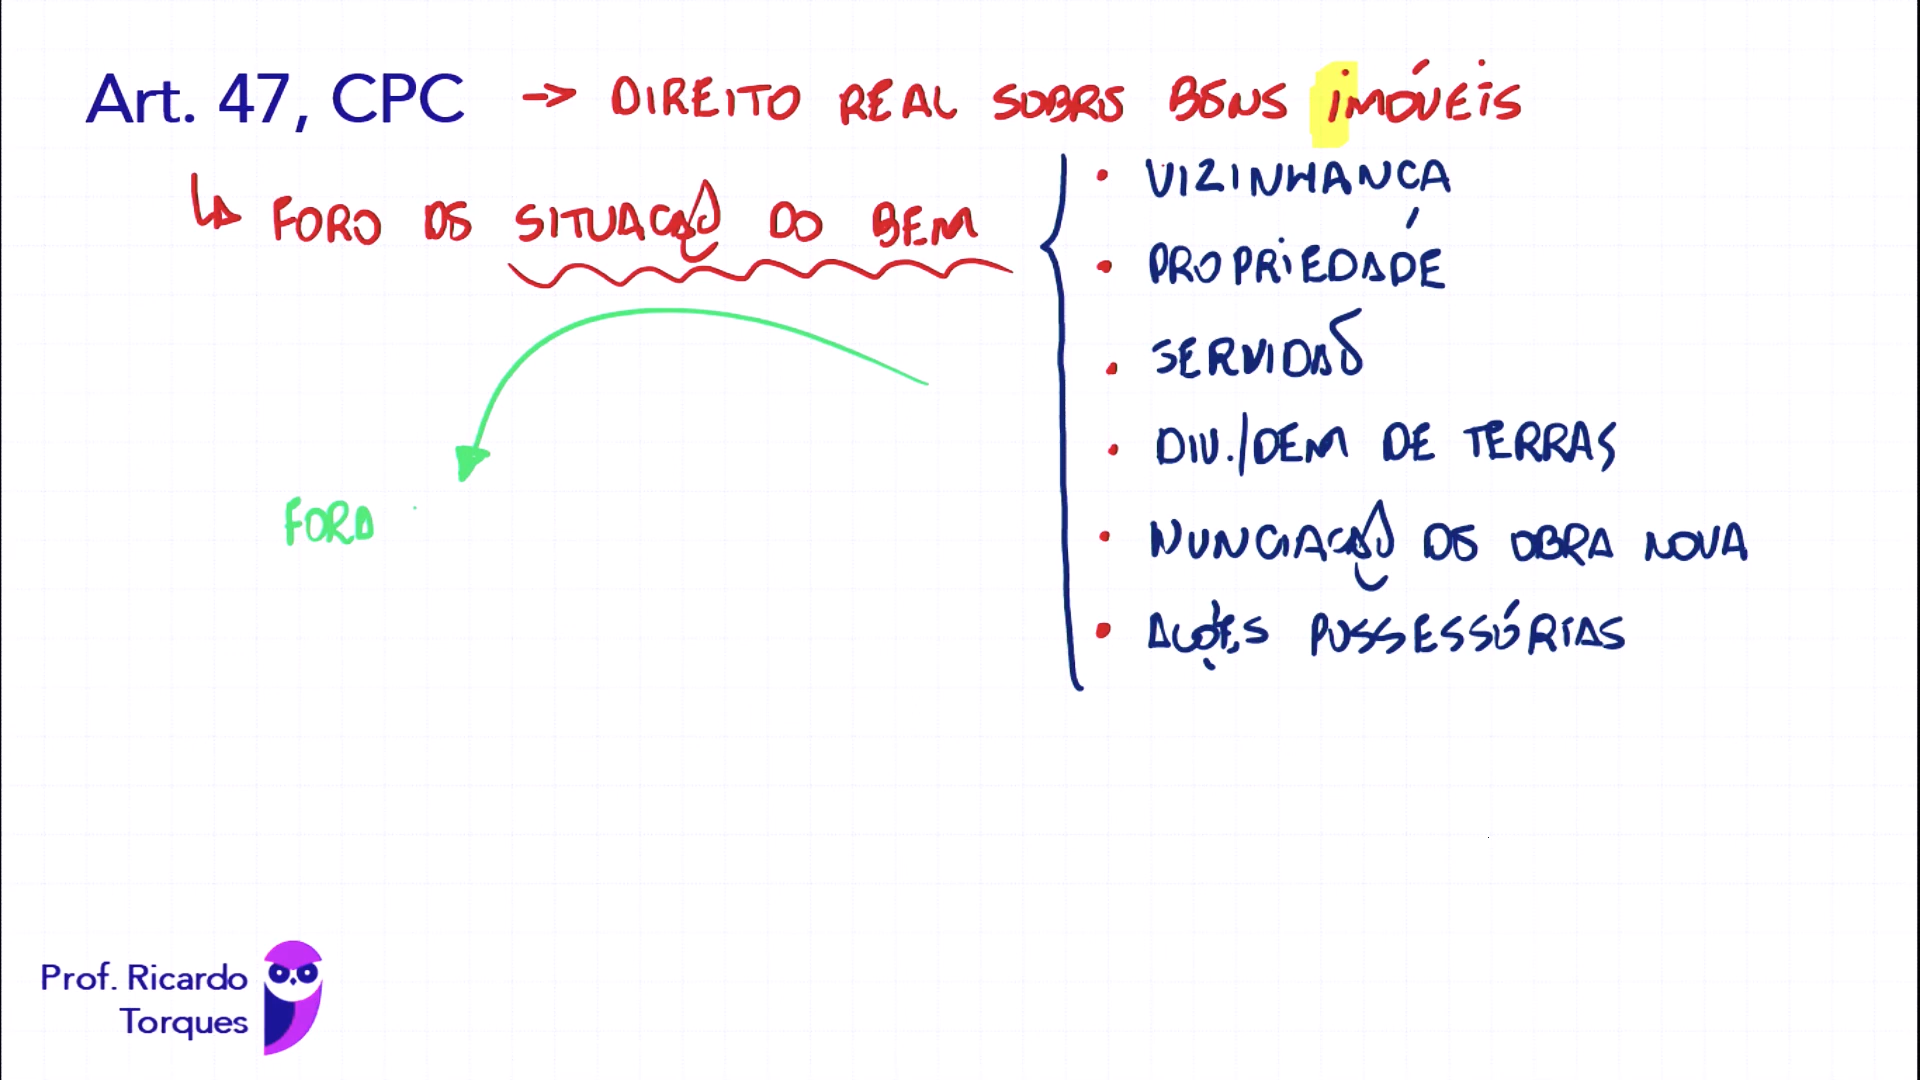 Art. 47, CPC → DIREITO REAL SOBRE BENS IMÓVEIS
↳ FORO DE SITUAÇÃO DO BEM
• VIZINHANÇA
• PROPRIEDADE
• SERVIDÃO
• DIV./DEM DE TERRAS
• NUNCIAÇÃO DE OBRA NOVA
• AÇÕES POSSESSÓRIAS
FORA
Prof. Ricardo
Torques